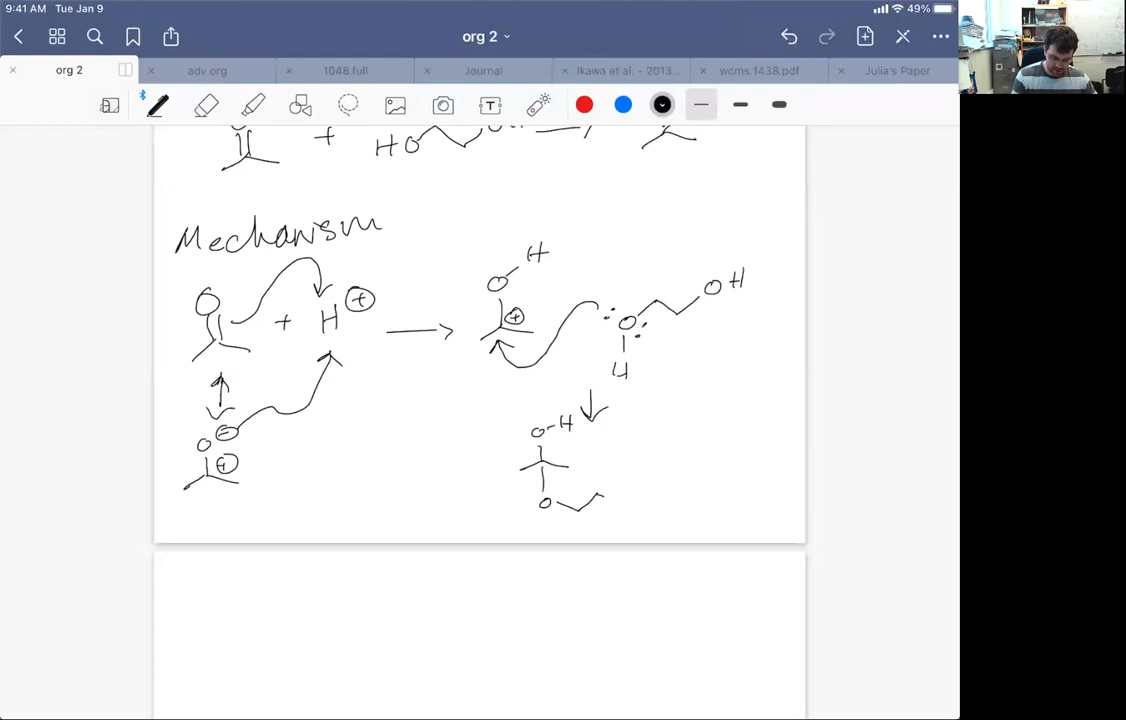 9:41 AM Tue Jan 9
49%
org 2
org 2
adv org
1048.full
Journal
Ikawa et al. - 2013...
wcms.1438.pdf
Julia's Paper
T
+
HO
Mechanism
O + H +
O H +
O H
O H
O −
+
O-H
O